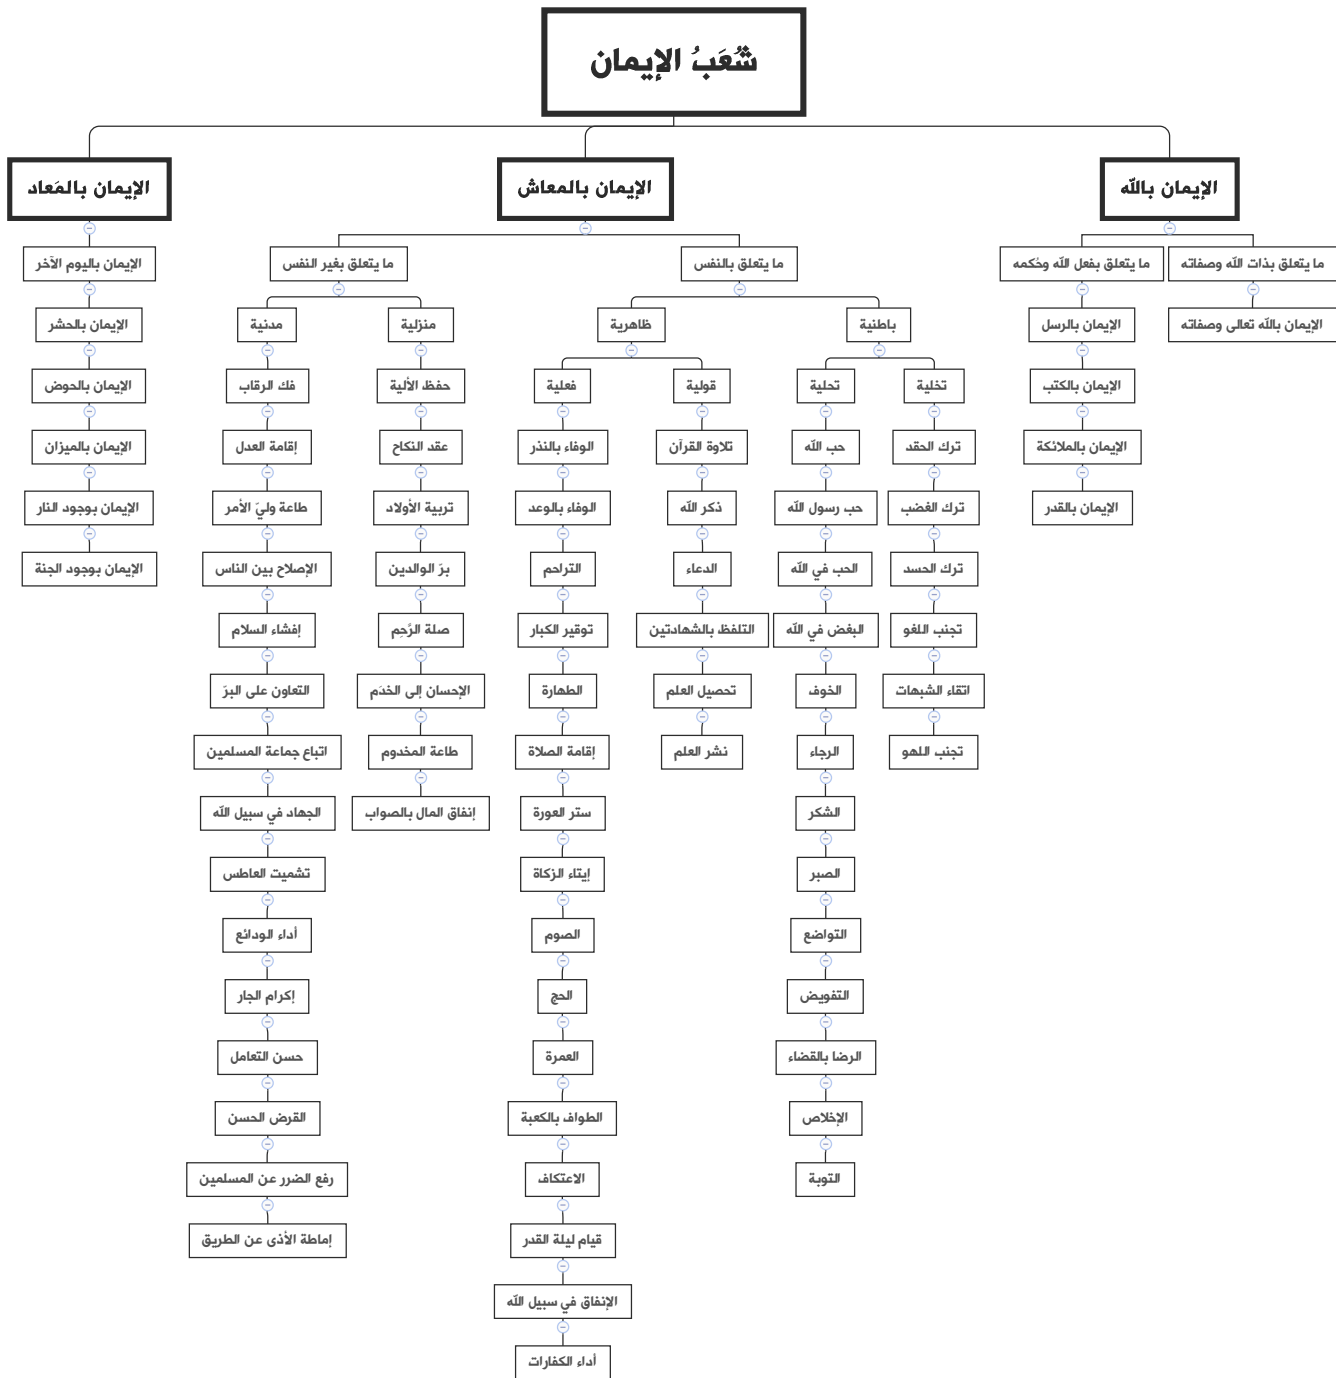 شُعَبُ الإيمان
الإيمان بالله
ما يتعلق بذات الله وصفاته
الإيمان بالله تعالى وصفاته
ما يتعلق بفعل الله وحُكمه
الإيمان بالرسل
الإيمان بالكتب
الإيمان بالملائكة
الإيمان بالقدر
الإيمان بالمعاش
ما يتعلق بالنفس
باطنية
تخلية
ترك الحقد
ترك الغضب
ترك الحسد
تجنب اللغو
اتقاء الشبهات
تجنب اللهو
تحلية
حب الله
حب رسول الله
الحب في الله
البغض في الله
الخوف
الرجاء
الشكر
الصبر
التواضع
التفويض
الرضا بالقضاء
الإخلاص
التوبة
ظاهرية
قولية
تلاوة القرآن
ذكر الله
الدعاء
التلفظ بالشهادتين
تحصيل العلم
نشر العلم
فعلية
الوفاء بالنذر
الوفاء بالوعد
التراحم
توقير الكبار
الطهارة
إقامة الصلاة
ستر العورة
إيتاء الزكاة
الصوم
الحج
العمرة
الطواف بالكعبة
الاعتكاف
قيام ليلة القدر
الإنفاق في سبيل الله
أداء الكفارات
ما يتعلق بغير النفس
منزلية
حفظ الألية
عقد النكاح
تربية الأولاد
برّ الوالدين
صلة الرَّحِم
الإحسان إلى الخدَم
طاعة المخدوم
إنفاق المال بالصواب
مدنية
فك الرقاب
إقامة العدل
طاعة وليّ الأمر
الإصلاح بين الناس
إفشاء السلام
التعاون على البرّ
اتباع جماعة المسلمين
الجهاد في سبيل الله
تشميت العاطس
أداء الودائع
إكرام الجار
حسن التعامل
القرض الحسن
رفع الضرر عن المسلمين
إماطة الأذى عن الطريق
الإيمان بالمَعاد
الإيمان باليوم الآخر
الإيمان بالحشر
الإيمان بالحوض
الإيمان بالميزان
الإيمان بوجود النار
الإيمان بوجود الجنة